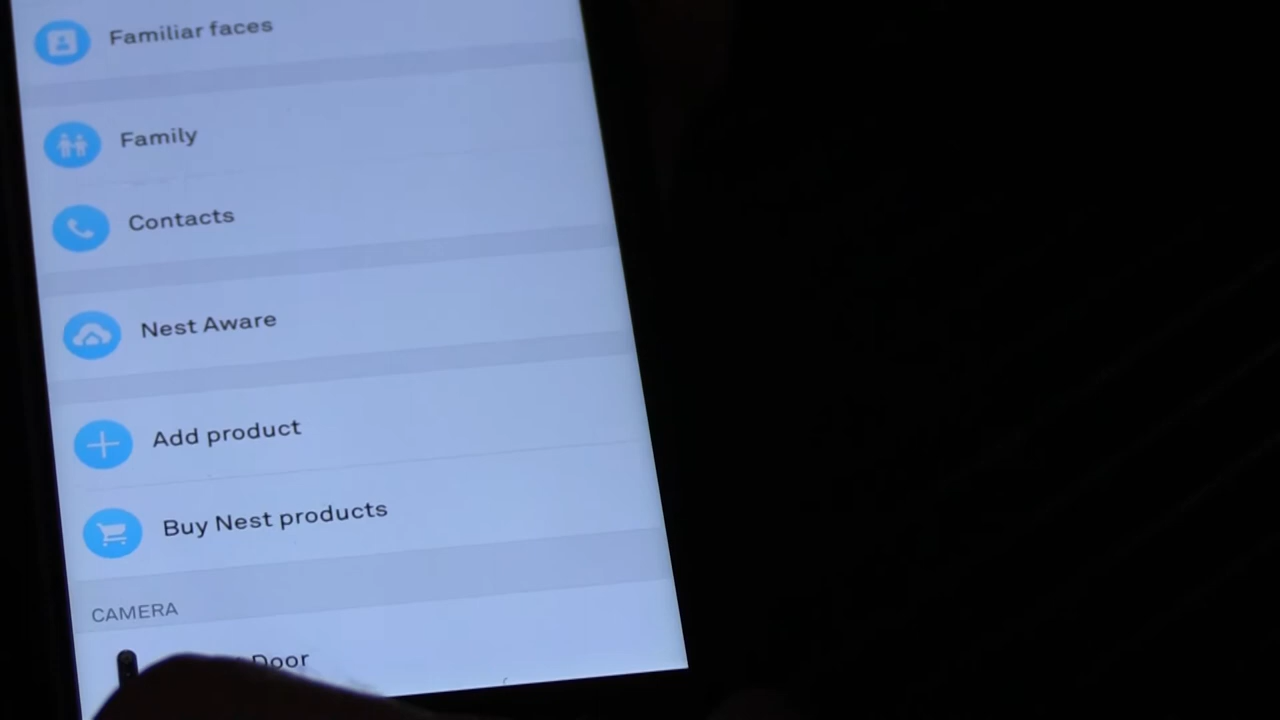 Familiar faces
Family
Contacts
Nest Aware
Add product
Buy Nest products
CAMERA
Door